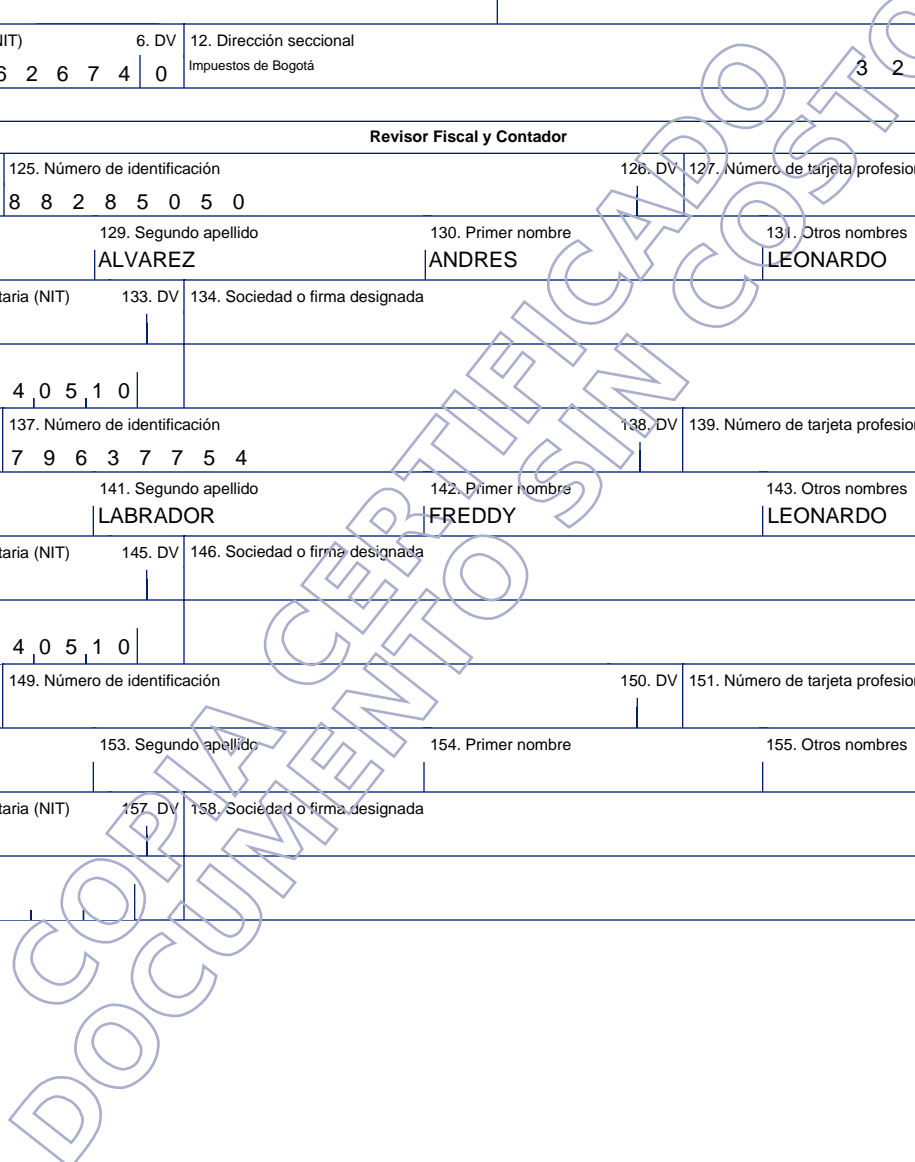 NIT) 6. DV 12. Dirección seccional
6 2 6 7 4 0 Impuestos de Bogotá 3 2
Revisor Fiscal y Contador
125. Número de identificación 126. DV 127. Número de tarjeta profesion
8 8 2 8 5 0 5 0
129. Segundo apellido 130. Primer nombre 131. Otros nombres
ALVAREZ ANDRES LEONARDO
taria (NIT) 133. DV 134. Sociedad o firma designada
4 0 5 1 0
137. Número de identificación 138. DV 139. Número de tarjeta profesion
7 9 6 3 7 7 5 4
141. Segundo apellido 142. Primer nombre 143. Otros nombres
LABRADOR FREDDY LEONARDO
taria (NIT) 145. DV 146. Sociedad o firma designada
4 0 5 1 0
149. Número de identificación 150. DV 151. Número de tarjeta profesion
153. Segundo apellido 154. Primer nombre 155. Otros nombres
taria (NIT) 157. DV 158. Sociedad o firma designada
COPIA CERTIFICADO
DOCUMENTO SIN COSTO